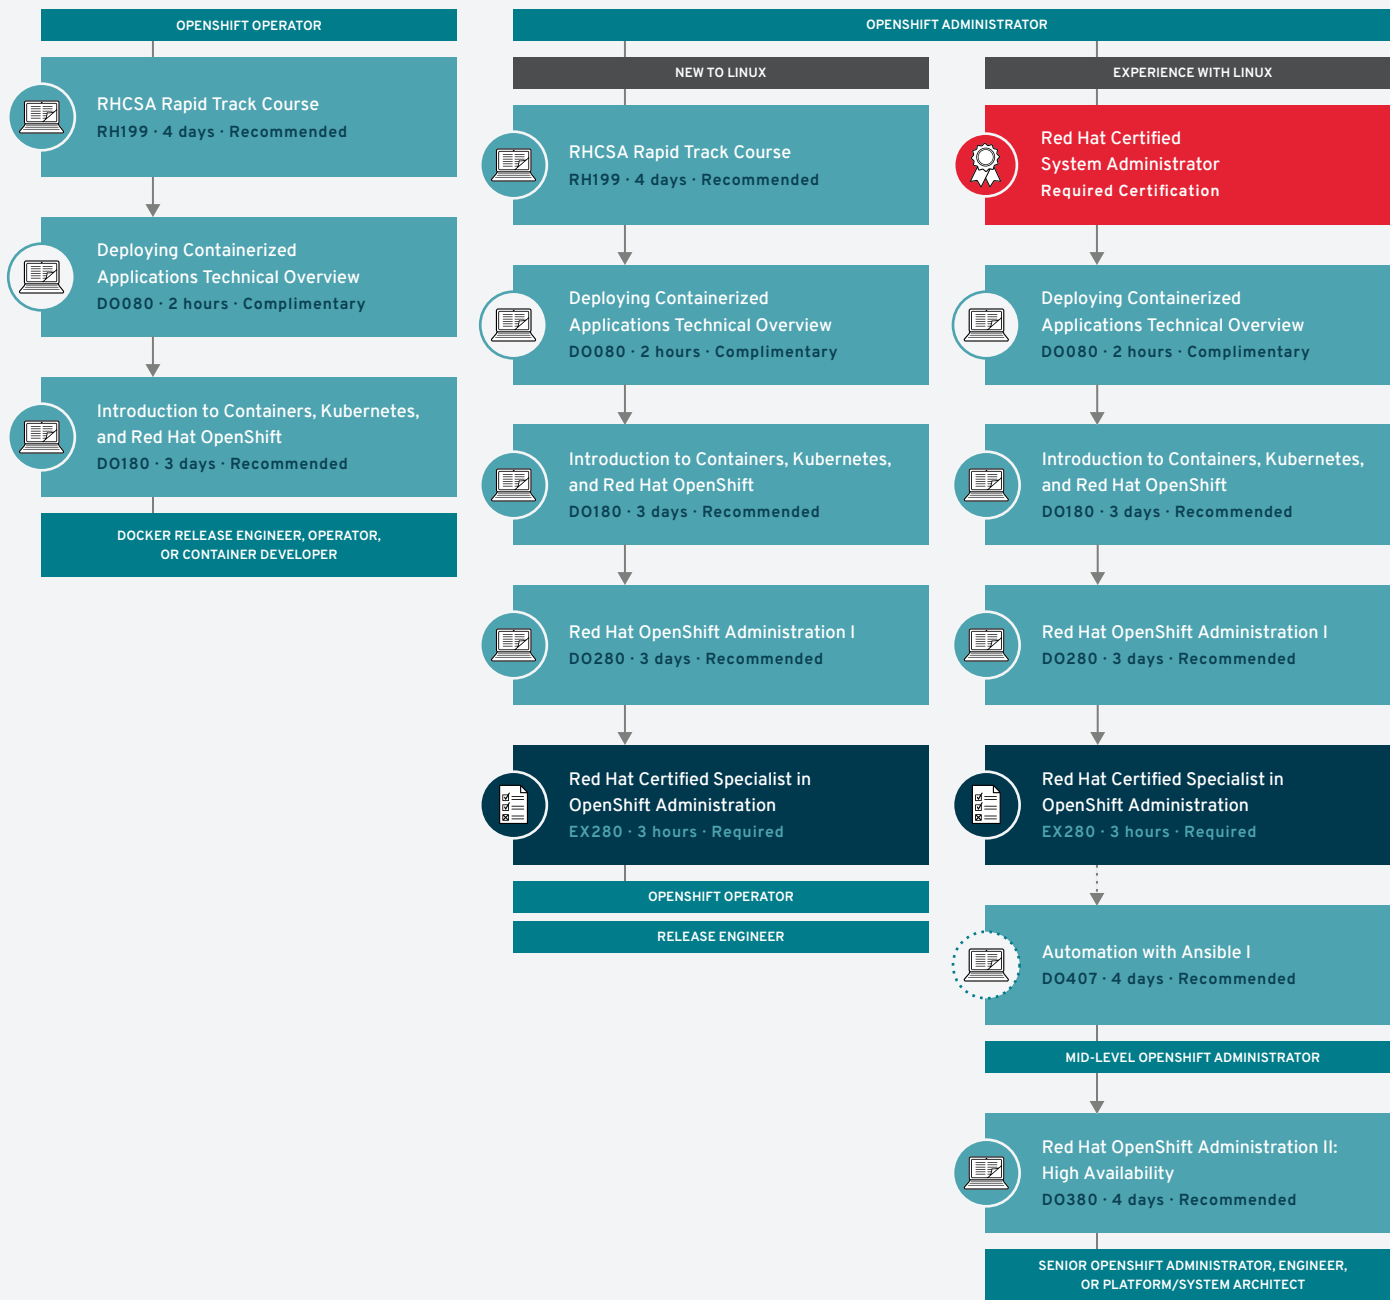 OPENSHIFT OPERATOR
RHCSA Rapid Track Course
RH199 · 4 days · Recommended
Deploying Containerized
Applications Technical Overview
DO080 · 2 hours · Complimentary
Introduction to Containers, Kubernetes,
and Red Hat OpenShift
DO180 · 3 days · Recommended
DOCKER RELEASE ENGINEER, OPERATOR,
OR CONTAINER DEVELOPER
OPENSHIFT ADMINISTRATOR
NEW TO LINUX
RHCSA Rapid Track Course
RH199 · 4 days · Recommended
Deploying Containerized
Applications Technical Overview
DO080 · 2 hours · Complimentary
Introduction to Containers, Kubernetes,
and Red Hat OpenShift
DO180 · 3 days · Recommended
Red Hat OpenShift Administration I
DO280 · 3 days · Recommended
Red Hat Certified Specialist in
OpenShift Administration
EX280 · 3 hours · Required
OPENSHIFT OPERATOR
RELEASE ENGINEER
EXPERIENCE WITH LINUX
Red Hat Certified
System Administrator
Required Certification
Deploying Containerized
Applications Technical Overview
DO080 · 2 hours · Complimentary
Introduction to Containers, Kubernetes,
and Red Hat OpenShift
DO180 · 3 days · Recommended
Red Hat OpenShift Administration I
DO280 · 3 days · Recommended
Red Hat Certified Specialist in
OpenShift Administration
EX280 · 3 hours · Required
Automation with Ansible I
DO407 · 4 days · Recommended
MID-LEVEL OPENSHIFT ADMINISTRATOR
Red Hat OpenShift Administration II:
High Availability
DO380 · 4 days · Recommended
SENIOR OPENSHIFT ADMINISTRATOR, ENGINEER,
OR PLATFORM/SYSTEM ARCHITECT